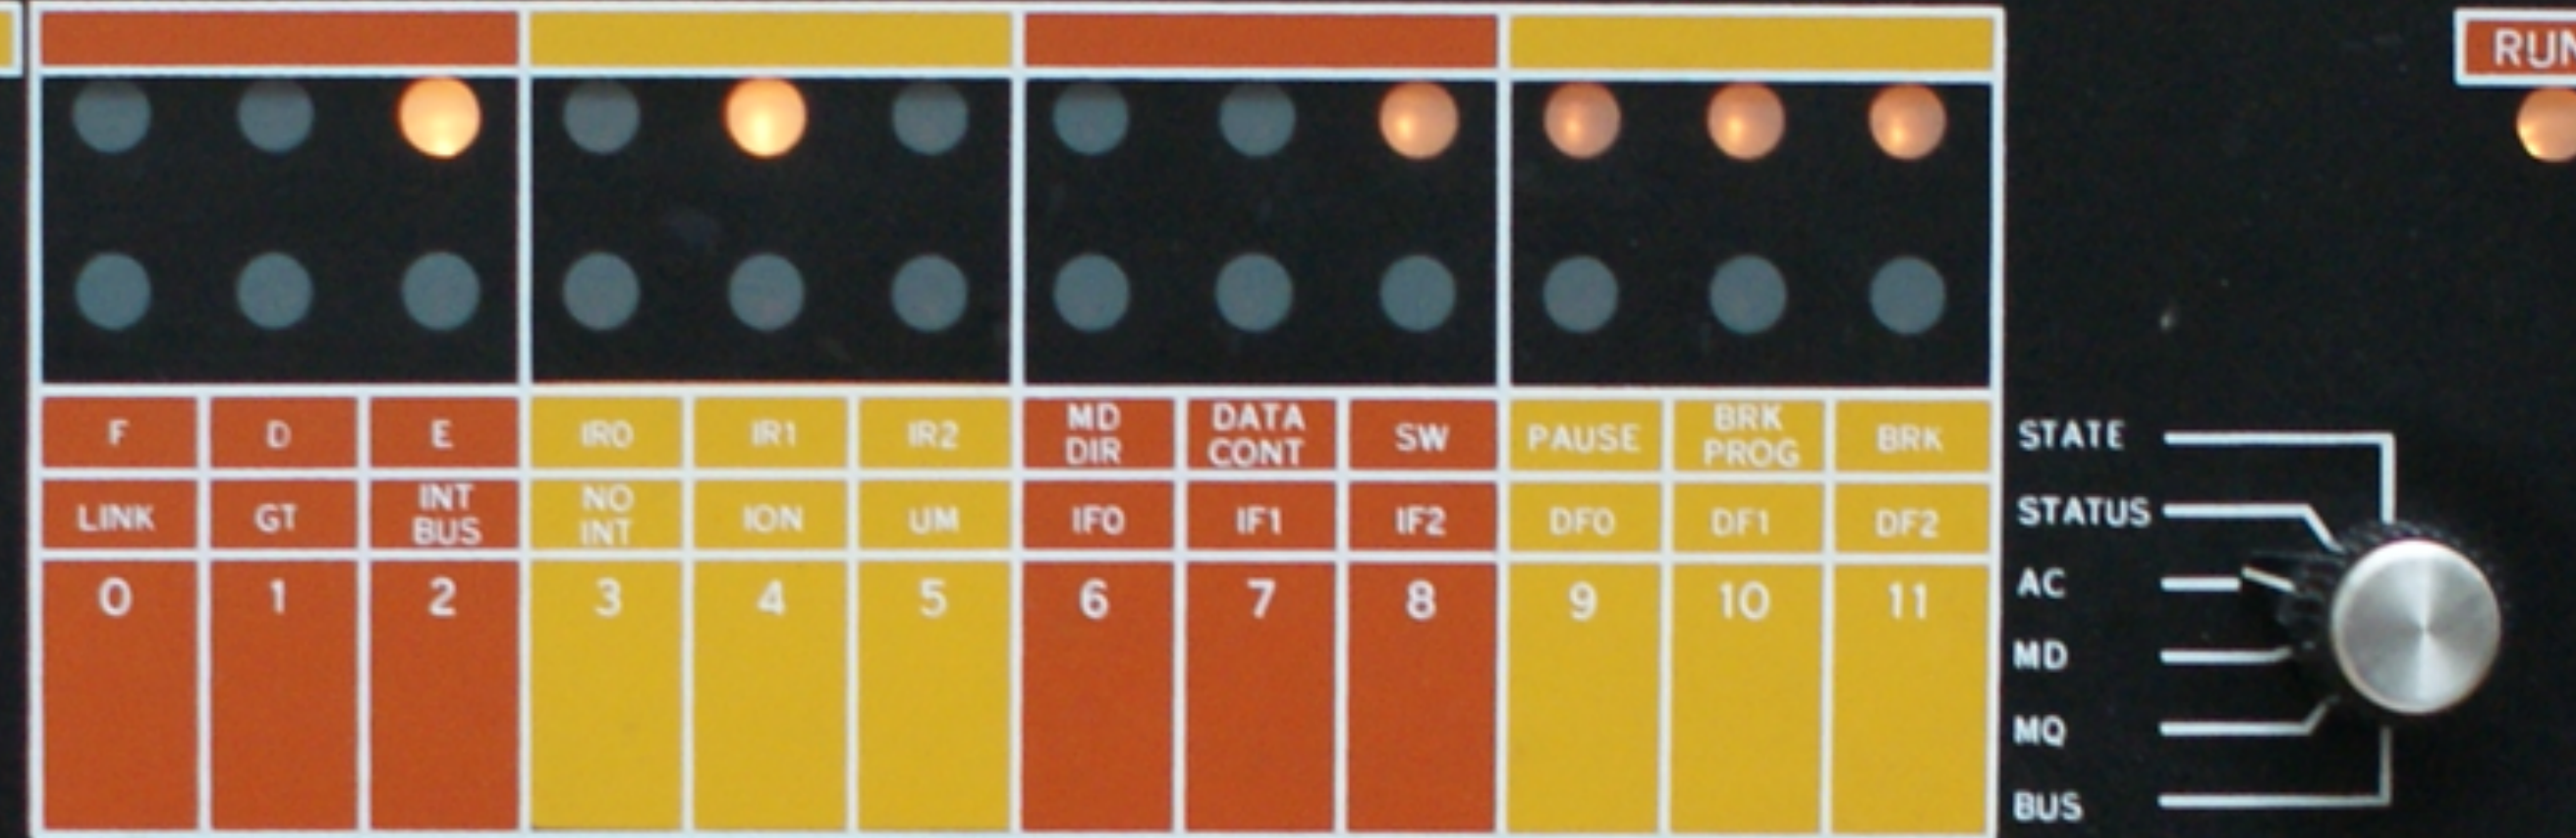 RUN
F D E IR0 IR1 IR2 MD DIR DATA CONT SW PAUSE BRK PROG BRK
LINK GT INT BUS NO INT ION UM IF0 IF1 IF2 DF0 DF1 DF2
0 1 2 3 4 5 6 7 8 9 10 11
STATE
STATUS
AC
MD
MQ
BUS